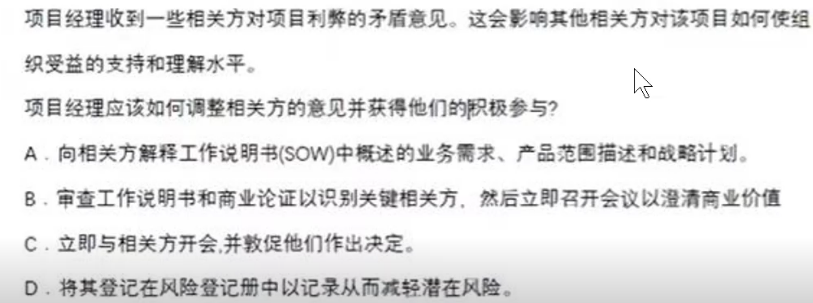 项目经理收到一些相关方对项目利弊的矛盾意见。这会影响其他相关方对该项目如何使组
织受益的支持和理解水平。
项目经理应该如何调整相关方的意见并获得他们的积极参与?
A．向相关方解释工作说明书(SOW)中概述的业务需求、产品范围描述和战略计划。
B．审查工作说明书和商业论证以识别关键相关方，然后立即召开会议以澄清商业价值
C．立即与相关方开会,并敦促他们作出决定。
D．将其登记在风险登记册中以记录从而减轻潜在风险。